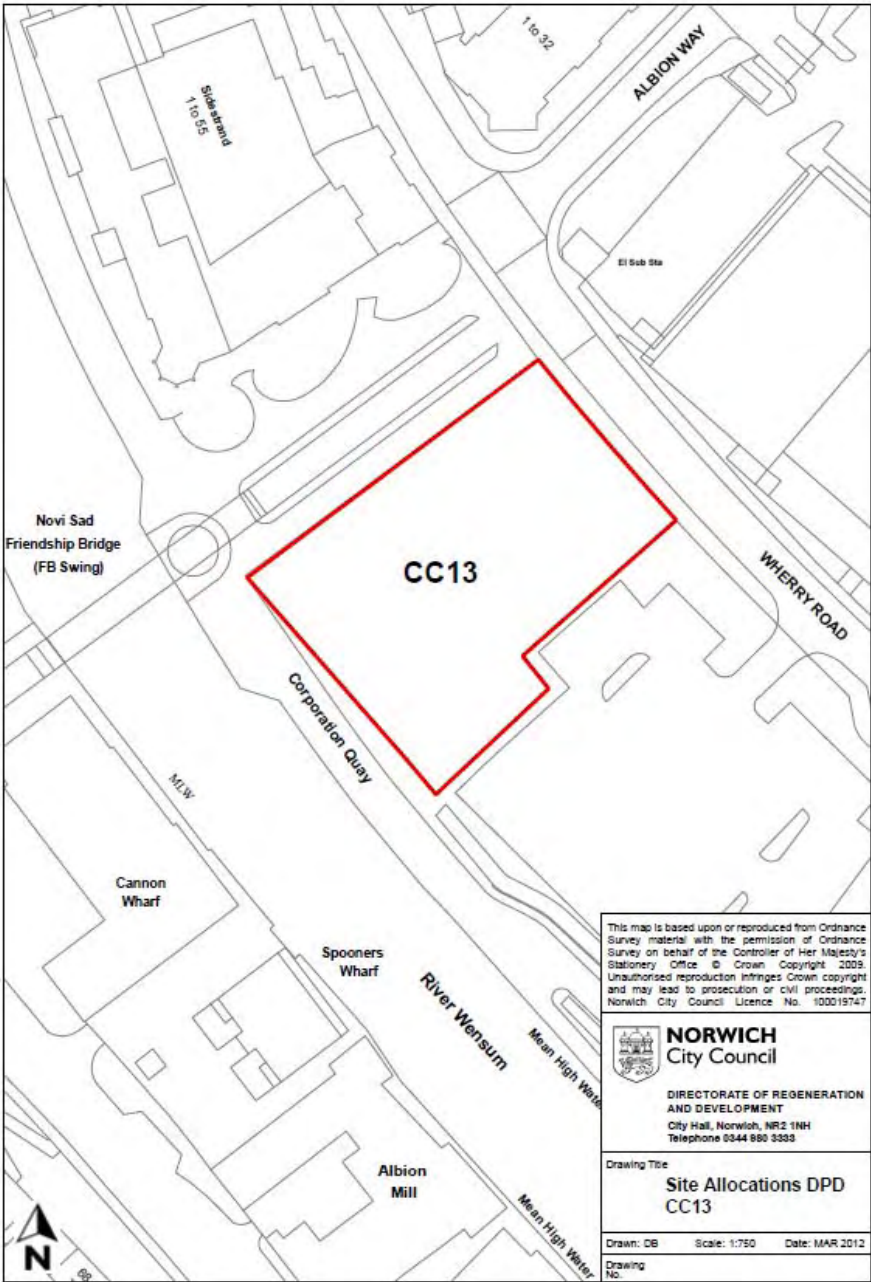 1 to 32
ALBION WAY
Sidestrand
1 to 55
El Sub Sta
Novi Sad
Friendship Bridge
(FB Swing)
CC13
WHERRY ROAD
Corporation Quay
MLW
Cannon
Wharf
Spooners
Wharf
River Wensum
Mean High Water
Albion
Mill
Mean High Water
68
N
This map is based upon or reproduced from Ordnance
Survey material with the permission of Ordnance
Survey on behalf of the Controller of Her Majesty's
Stationery Office © Crown Copyright 2009.
Unauthorised reproduction infringes Crown copyright
and may lead to prosecution or civil proceedings.
Norwich City Council Licence No. 100019747
NORWICH
City Council
DIRECTORATE OF REGENERATION
AND DEVELOPMENT
City Hall, Norwich, NR2 1NH
Telephone 0344 980 3333
Drawing Title
Site Allocations DPD
CC13
Drawn: DB Scale: 1:750 Date: MAR 2012
Drawing
No.